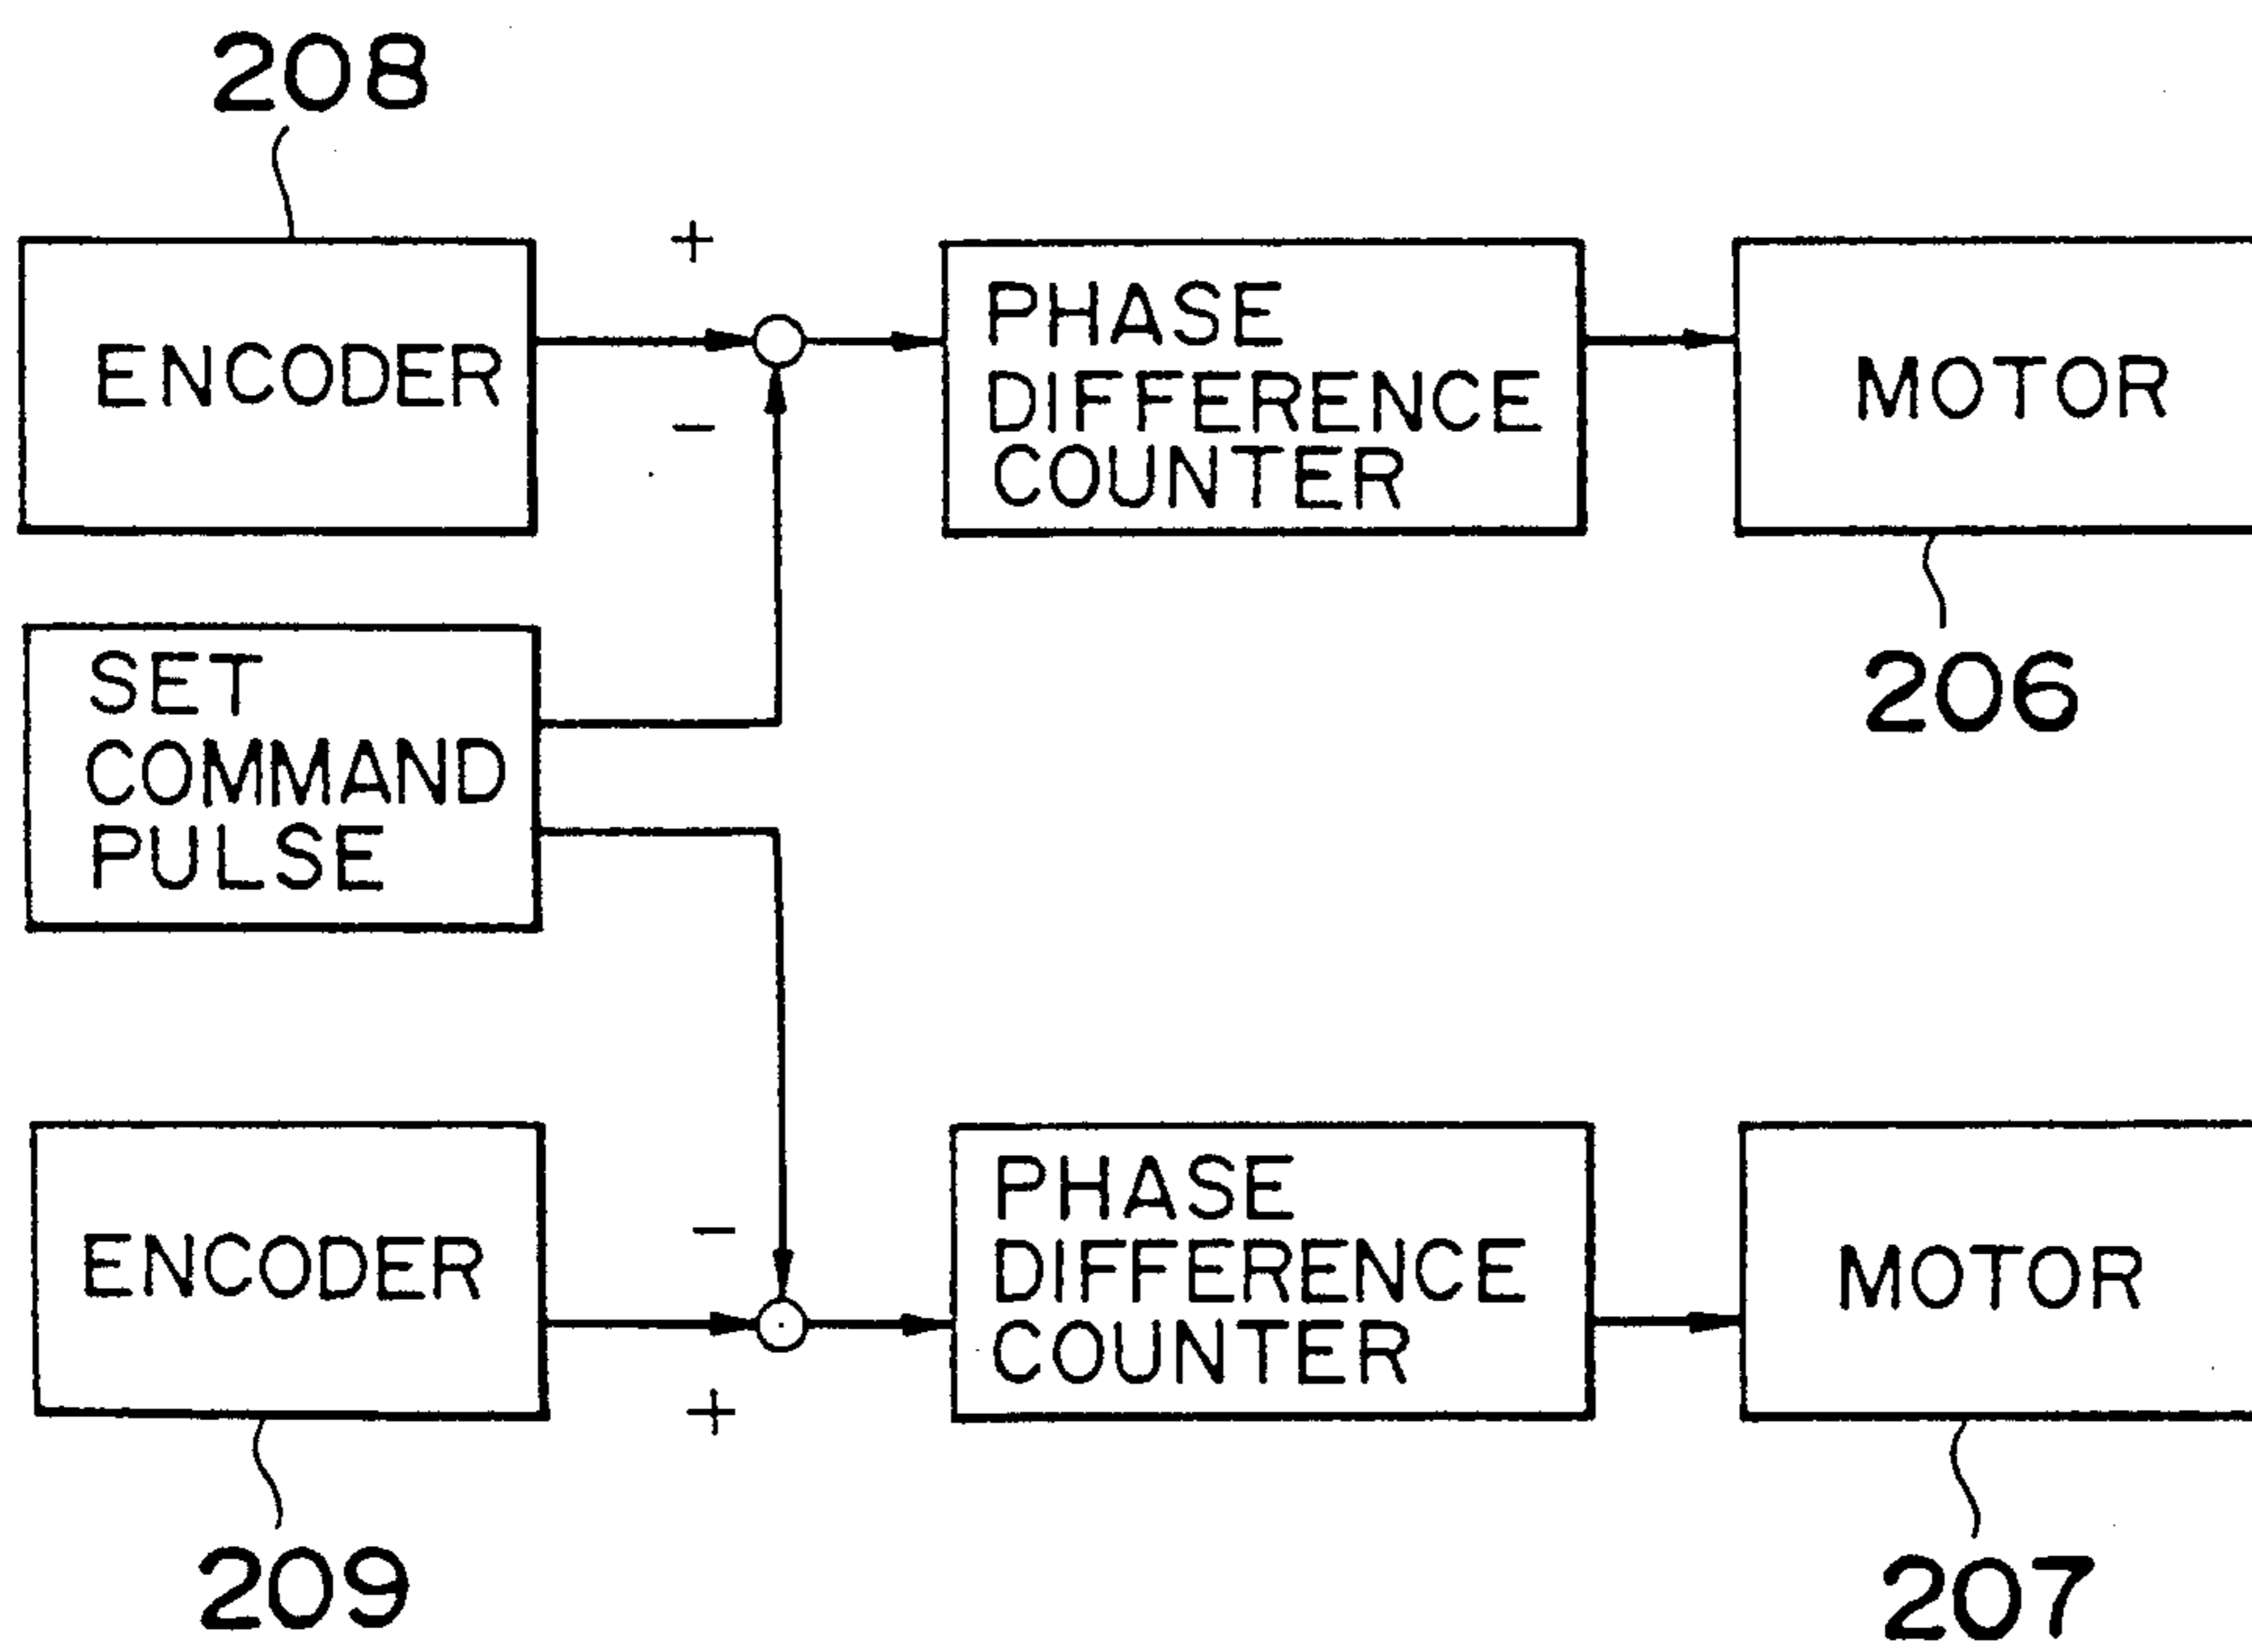 208
+
ENCODER
−
PHASE
DIFFERENCE
COUNTER
MOTOR
206
SET
COMMAND
PULSE
ENCODER
−
+
PHASE
DIFFERENCE
COUNTER
MOTOR
209
207